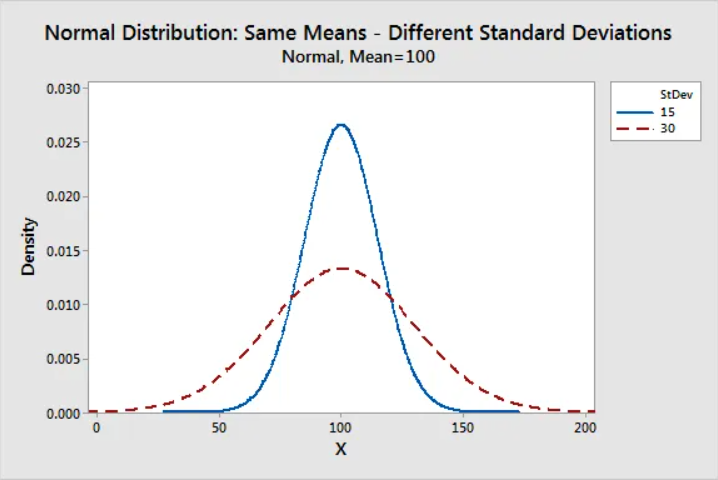 Normal Distribution: Same Means - Different Standard Deviations
Normal, Mean=100
StDev
15
30
0.030
0.025
0.020
0.015
0.010
0.005
0.000
Density
0
50
100
150
200
X